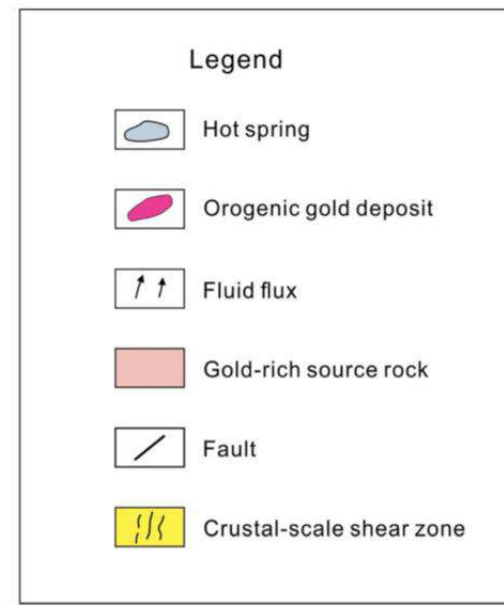 Legend
Hot spring
Orogenic gold deposit
Fluid flux
Gold-rich source rock
Fault
Crustal-scale shear zone